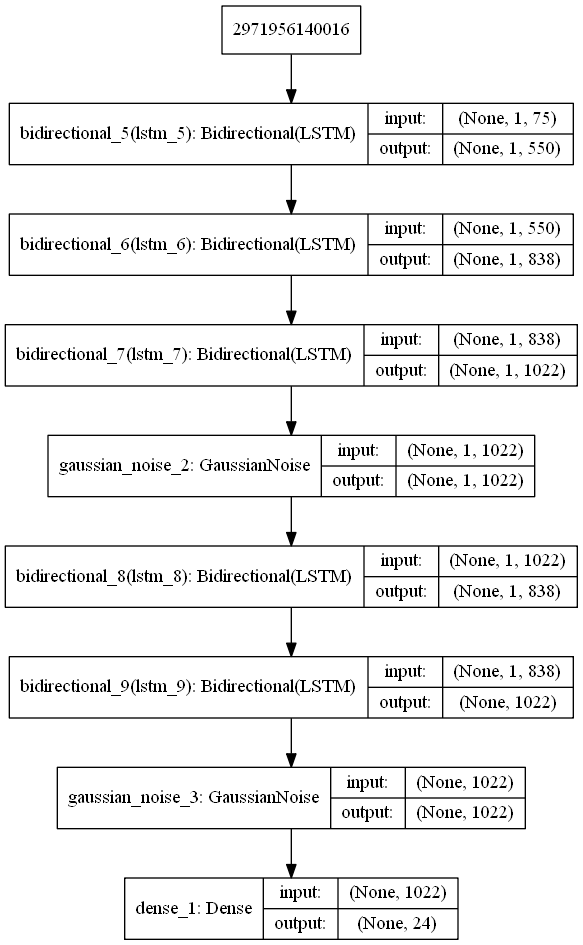 2971956140016
bidirectional_5(lstm_5): Bidirectional(LSTM)
input: (None, 1, 75)
output: (None, 1, 550)
bidirectional_6(lstm_6): Bidirectional(LSTM)
input: (None, 1, 550)
output: (None, 1, 838)
bidirectional_7(lstm_7): Bidirectional(LSTM)
input: (None, 1, 838)
output: (None, 1, 1022)
gaussian_noise_2: GaussianNoise
input: (None, 1, 1022)
output: (None, 1, 1022)
bidirectional_8(lstm_8): Bidirectional(LSTM)
input: (None, 1, 1022)
output: (None, 1, 838)
bidirectional_9(lstm_9): Bidirectional(LSTM)
input: (None, 1, 838)
output: (None, 1022)
gaussian_noise_3: GaussianNoise
input: (None, 1022)
output: (None, 1022)
dense_1: Dense
input: (None, 1022)
output: (None, 24)